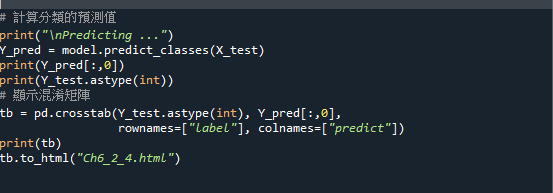 # 計算分類的預測值
print("\nPredicting ...")
Y_pred = model.predict_classes(X_test)
print(Y_pred[:,0])
print(Y_test.astype(int))
# 顯示混淆矩陣
tb = pd.crosstab(Y_test.astype(int), Y_pred[:,0],
rownames=["label"], colnames=["predict"])
print(tb)
tb.to_html("Ch6_2_4.html")